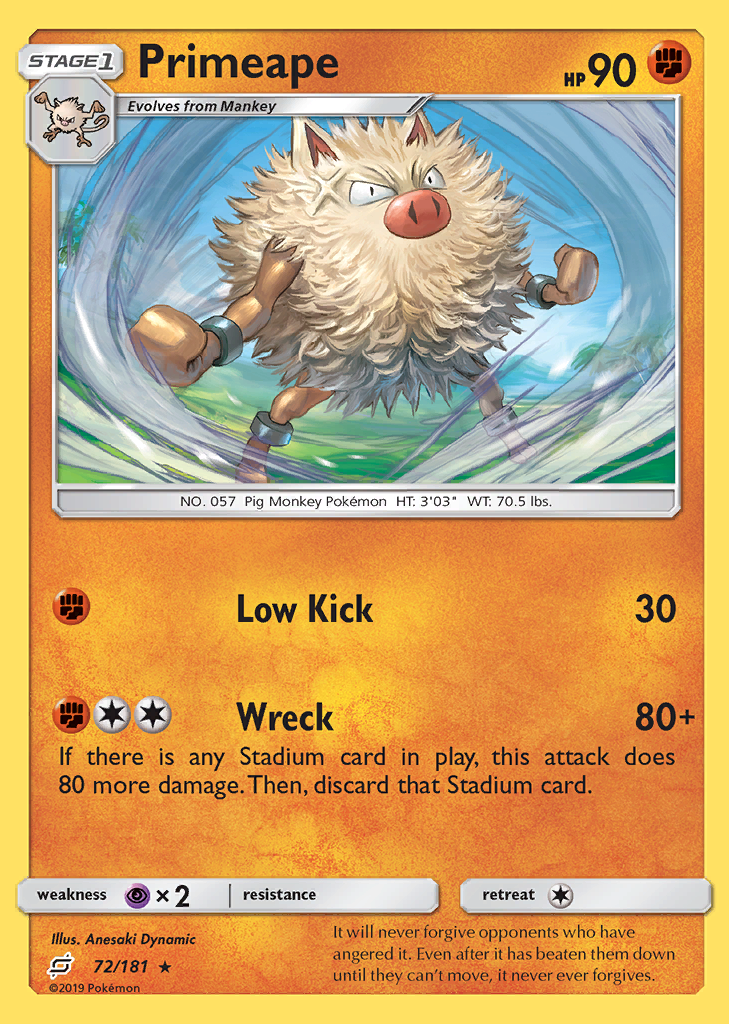 STAGE1 Primeape HP90
Evolves from Mankey
NO. 057 Pig Monkey Pokémon HT: 3'03" WT: 70.5 lbs.
Low Kick 30
Wreck 80+
If there is any Stadium card in play, this attack does
80 more damage. Then, discard that Stadium card.
weakness ×2 resistance retreat
Illus. Anesaki Dynamic
72/181 ★
©2019 Pokémon
It will never forgive opponents who have
angered it. Even after it has beaten them down
until they can't move, it never ever forgives.